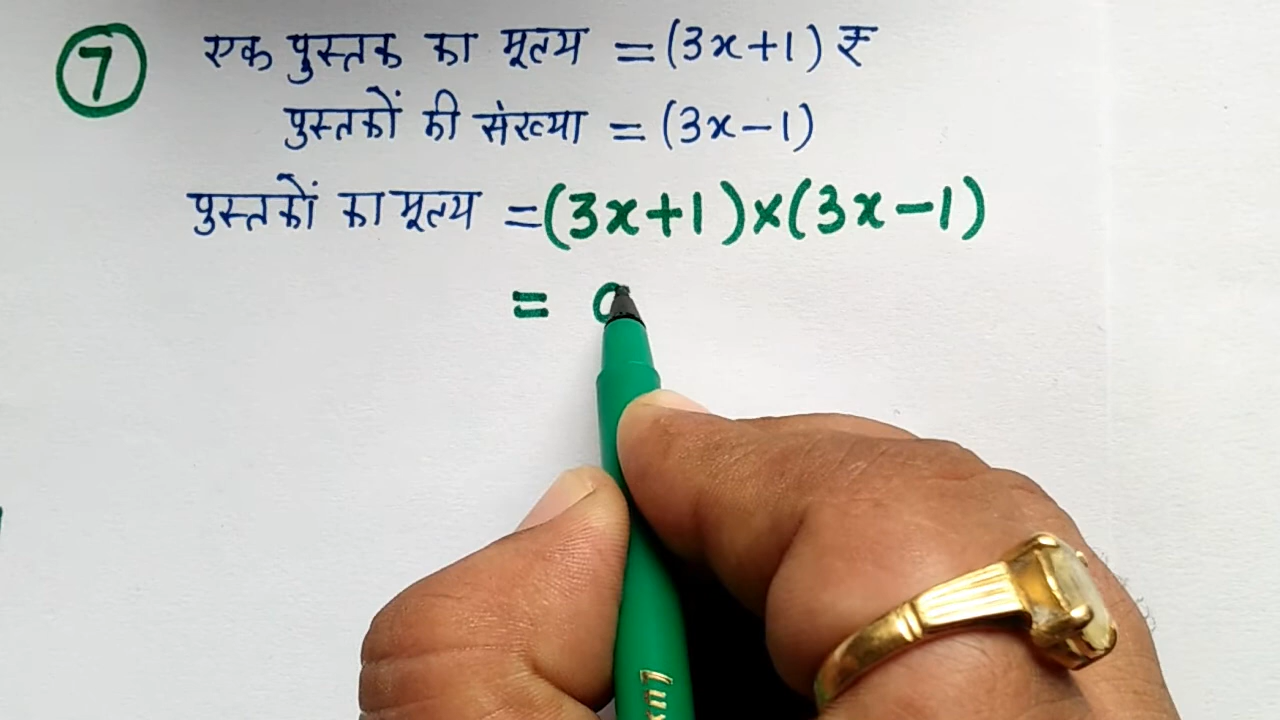 7 एक पुस्तक का मूल्य = (3x+1) ₹
पुस्तकों की संख्या = (3x-1)
पुस्तकों का मूल्य = (3x+1)×(3x-1)
=